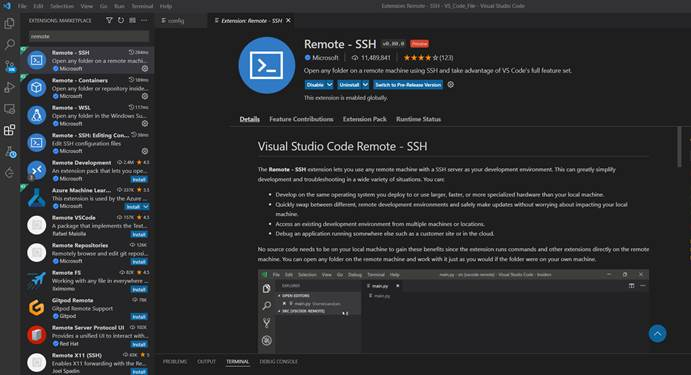 File Edit Selection View Go Run Terminal Help
Extension: Remote - SSH - VS_Code_File - Visual Studio Code
EXTENSIONS: MARKETPLACE
remote
Remote - SSH 284ms
Open any folder on a remote machi...
Microsoft
Remote - Containers 189ms
Open any folder or repository inside...
Microsoft
Remote - WSL 117ms
Open any folder in the Windows Su...
Microsoft
Remote - SSH: Editing Con...
Edit SSH configuration files
Microsoft
Remote Development 2.4M 4.5
An extension pack that lets you ope...
Microsoft Install
Azure Machine Lear... 337K 3.5
This extension is used by the Azure ...
Microsoft Install
Remote VSCode 157K 4.5
A package that implements the Text...
Rafael Maiolla Install
Remote Repositories 126K
Remotely browse and edit git reposi...
Microsoft Install
Remote FS 82K 4.5
Working with any file in everywhere ...
liximomo Install
Gitpod Remote
Gitpod Remote Support
Gitpod Install
Remote Server Protocol UI 102K
Provides a unified UI to interact with...
Red Hat Install
Remote X11 (SSH) 5
Enables X11 forwarding with the Re...
Joel Spadin Install
config
Extension: Remote - SSH
Remote - SSH v0.80.0 Preview
Microsoft 11,489,841 (123)
Open any folder on a remote machine using SSH and take advantage of VS Code's full feature set.
Disable Uninstall Switch to Pre-Release Version
This extension is enabled globally.
Details Feature Contributions Extension Pack Runtime Status
Visual Studio Code Remote - SSH
The Remote - SSH extension lets you use any remote machine with a SSH server as your development environment. This can greatly simplify
development and troubleshooting in a wide variety of situations. You can:
• Develop on the same operating system you deploy to or use larger, faster, or more specialized hardware than your local machine.
• Quickly swap between different, remote development environments and safely make updates without worrying about impacting your local
machine.
• Access an existing development environment from multiple machines or locations.
• Debug an application running somewhere else such as a customer site or in the cloud.
No source code needs to be on your local machine to gain these benefits since the extension runs commands and other extensions directly on the remote
machine. You can open any folder on the remote machine and work with it just as you would if the folder were on your own machine.
File Edit Selection View Go Debug Terminal Help
main.py - src (vscode-remote) - Visual Studio Code - Insiders
EXPLORER
main.py
OPEN EDITORS
main.py
main.py
SRC [VSCODE-REMOTE]
PROBLEMS OUTPUT TERMINAL DEBUG CONSOLE